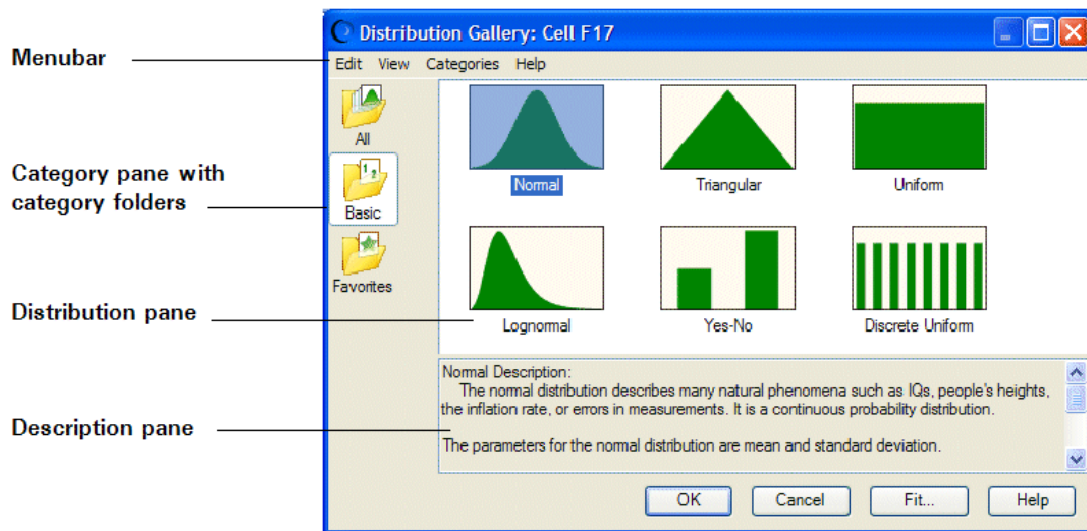 Distribution Gallery: Cell F17
Menubar
Edit View Categories Help
All
Category pane with
category folders
Basic
Favorites
Normal
Triangular
Uniform
Distribution pane
Lognormal
Yes-No
Discrete Uniform
Description pane
Normal Description:
The normal distribution describes many natural phenomena such as IQs, people's heights,
the inflation rate, or errors in measurements. It is a continuous probability distribution.
The parameters for the normal distribution are mean and standard deviation.
OK
Cancel
Fit...
Help